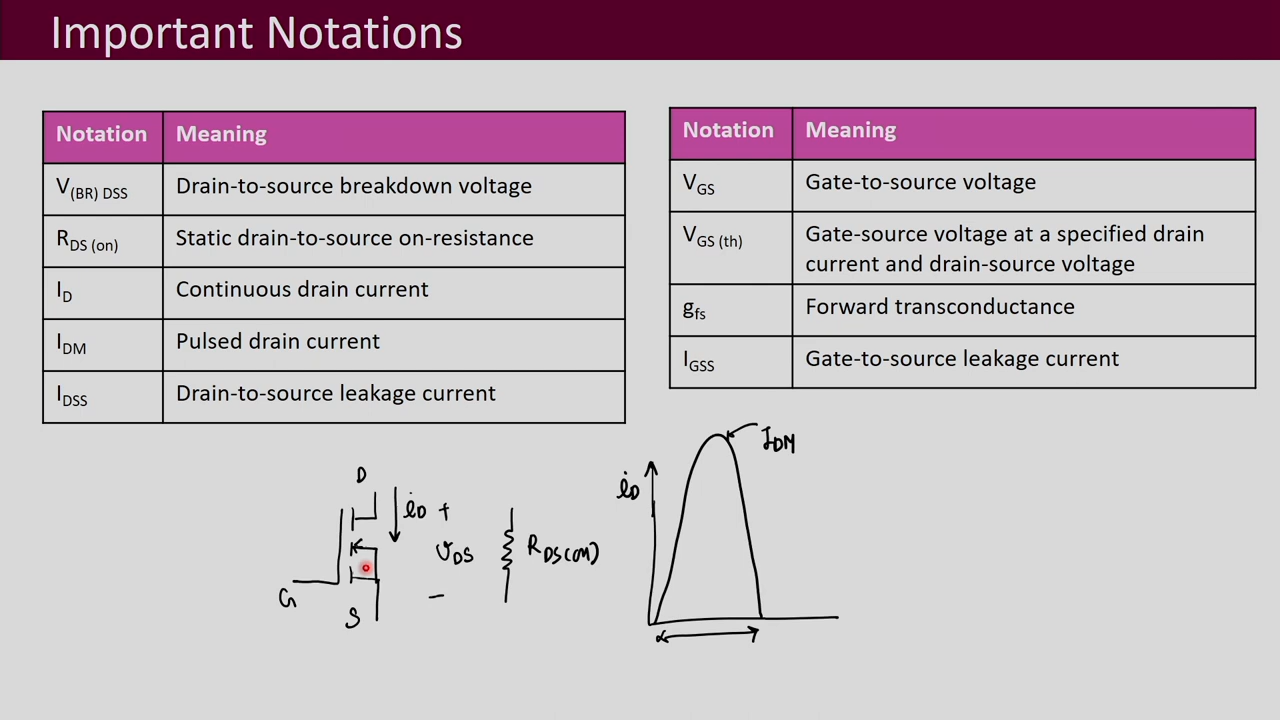 Important Notations
Notation Meaning
V(BR) DSS Drain-to-source breakdown voltage
RDS (on) Static drain-to-source on-resistance
ID Continuous drain current
IDM Pulsed drain current
IDSS Drain-to-source leakage current
Notation Meaning
VGS Gate-to-source voltage
VGS (th) Gate-source voltage at a specified drain
current and drain-source voltage
gfs Forward transconductance
IGSS Gate-to-source leakage current
D
iD +
vDS
RDS(on)
−
G
S
iD
IDM